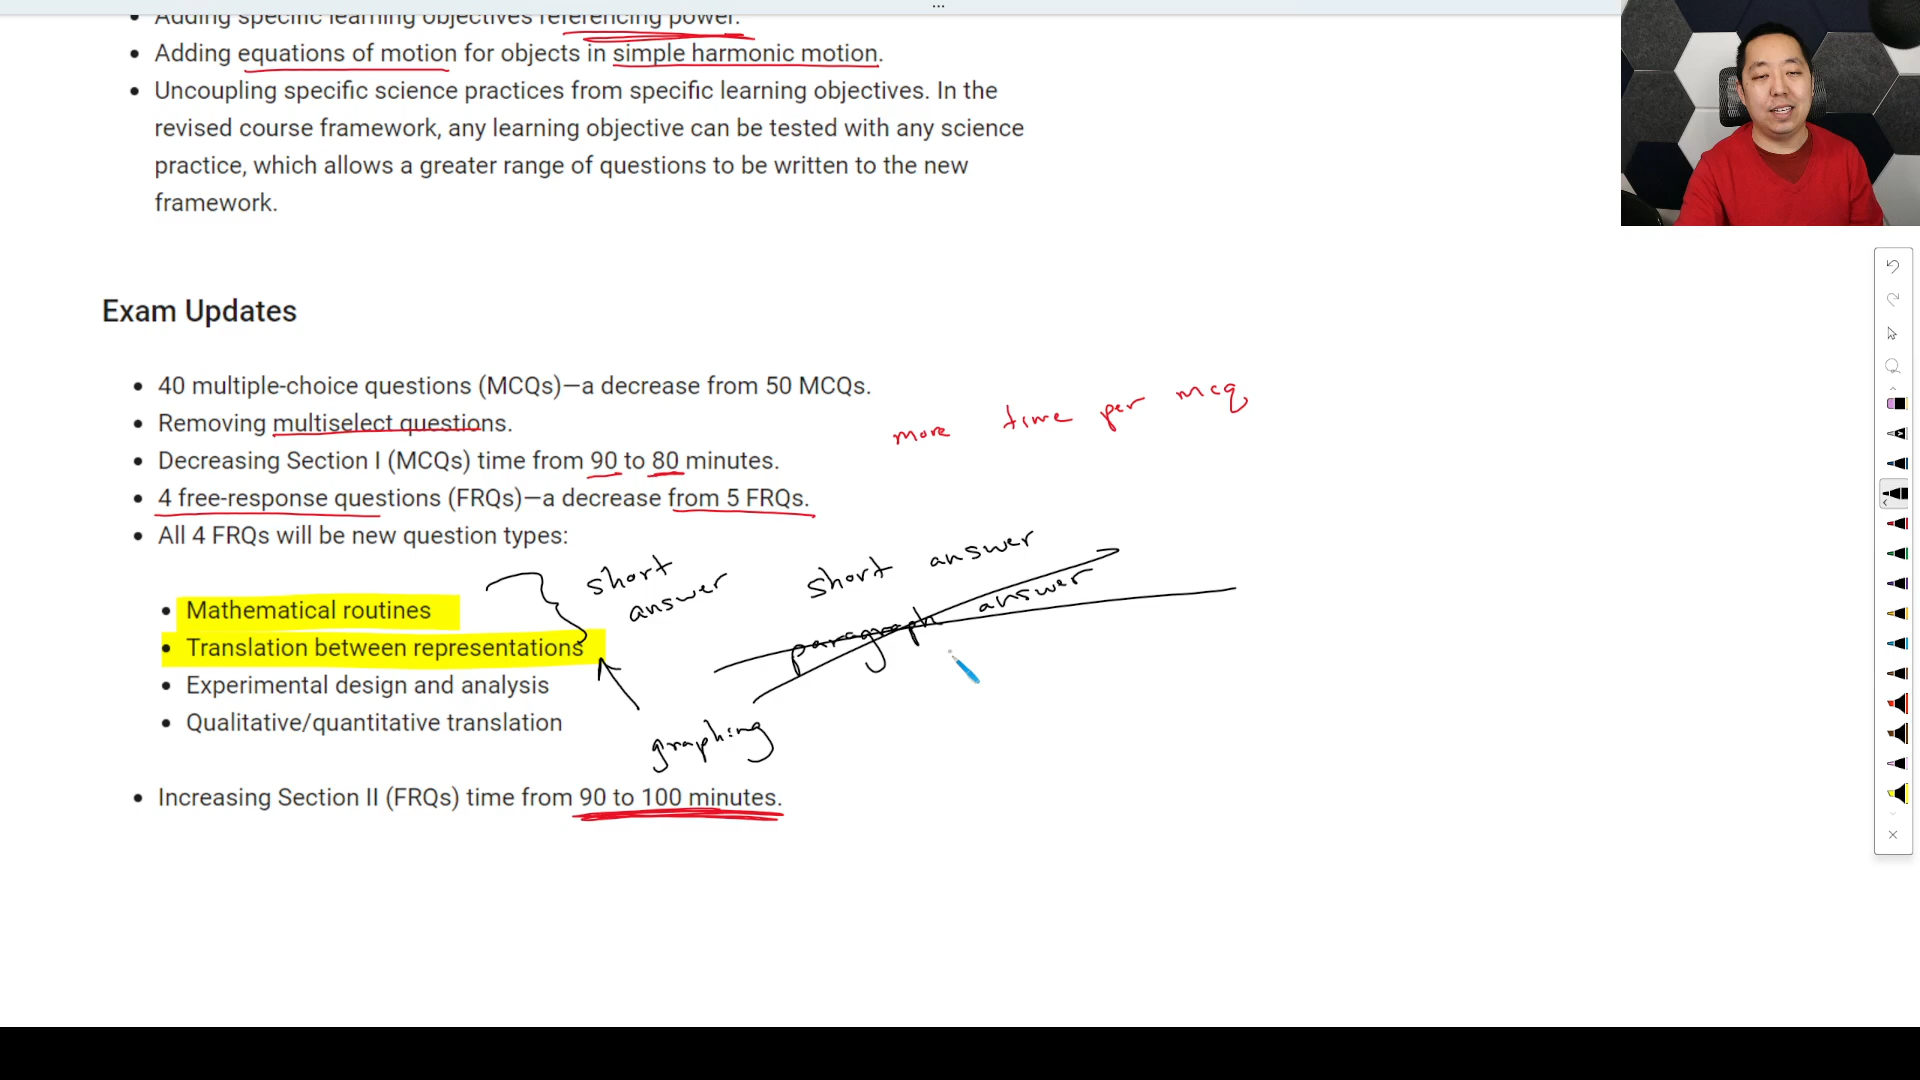 ...
Adding specific learning objectives referencing power.
Adding equations of motion for objects in simple harmonic motion.
Uncoupling specific science practices from specific learning objectives. In the
revised course framework, any learning objective can be tested with any science
practice, which allows a greater range of questions to be written to the new
framework.
Exam Updates
40 multiple-choice questions (MCQs)—a decrease from 50 MCQs.
more time per mcq
Removing multiselect questions.
Decreasing Section I (MCQs) time from 90 to 80 minutes.
4 free-response questions (FRQs)—a decrease from 5 FRQs.
All 4 FRQs will be new question types:
short
answer
short answer
paragraph answer
Mathematical routines
Translation between representations
Experimental design and analysis
Qualitative/quantitative translation
graphing
Increasing Section II (FRQs) time from 90 to 100 minutes.